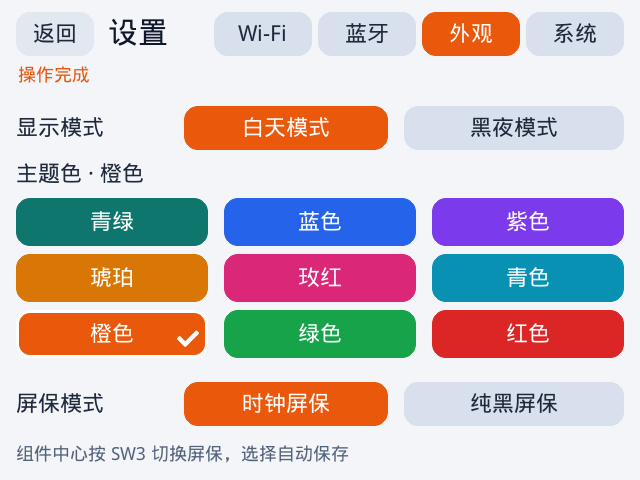 返回 设置 Wi-Fi 蓝牙 外观 系统
操作完成
显示模式 白天模式 黑夜模式
主题色 · 橙色
青绿 蓝色 紫色
琥珀 玫红 青色
橙色 绿色 红色
屏保模式 时钟屏保 纯黑屏保
组件中心按 SW3 切换屏保，选择自动保存